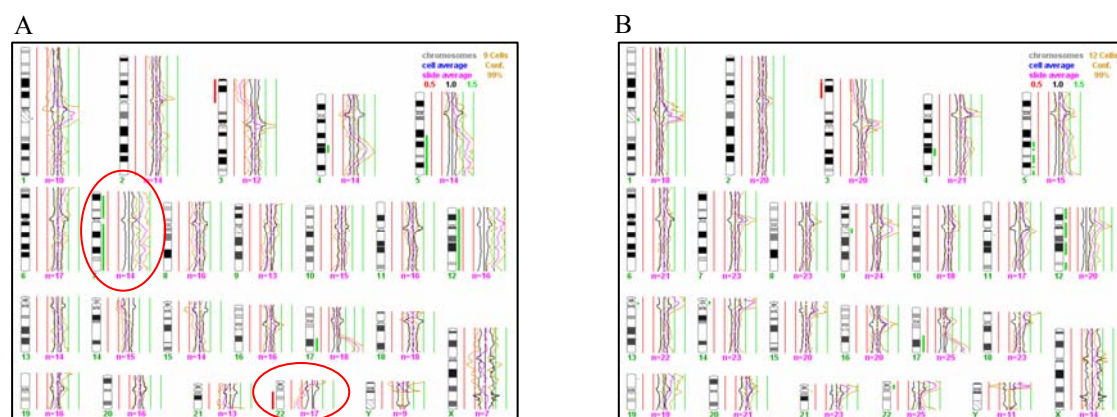 A
B
chromosomes 9 Cells
cell average Conf.
slide average 99%
0.5 1.0 1.5
1 n=10
2 n=14
3 n=12
4 n=14
5 n=14
6 n=17
n=14
8 n=16
9 n=13
10 n=15
11 n=16
12 n=16
13 n=14
14 n=15
15 n=14
16 n=16
17 n=18
18 n=18
19 n=16
20 n=16
21 n=13
22 n=17
Y n=9
X n=7
chromosomes 12 Cells
cell average Conf.
slide average 99%
0.5 1.0 1.5
1 n=18
2 n=20
3 n=20
4 n=21
5 n=15
6 n=21
7 n=23
8 n=21
9 n=24
10 n=18
11 n=17
12 n=20
13 n=22
14 n=23
15 n=20
16 n=20
17 n=25
18 n=23
19 n=20
20 n=21
21 n=23
22 n=25
Y n=11
X n=14